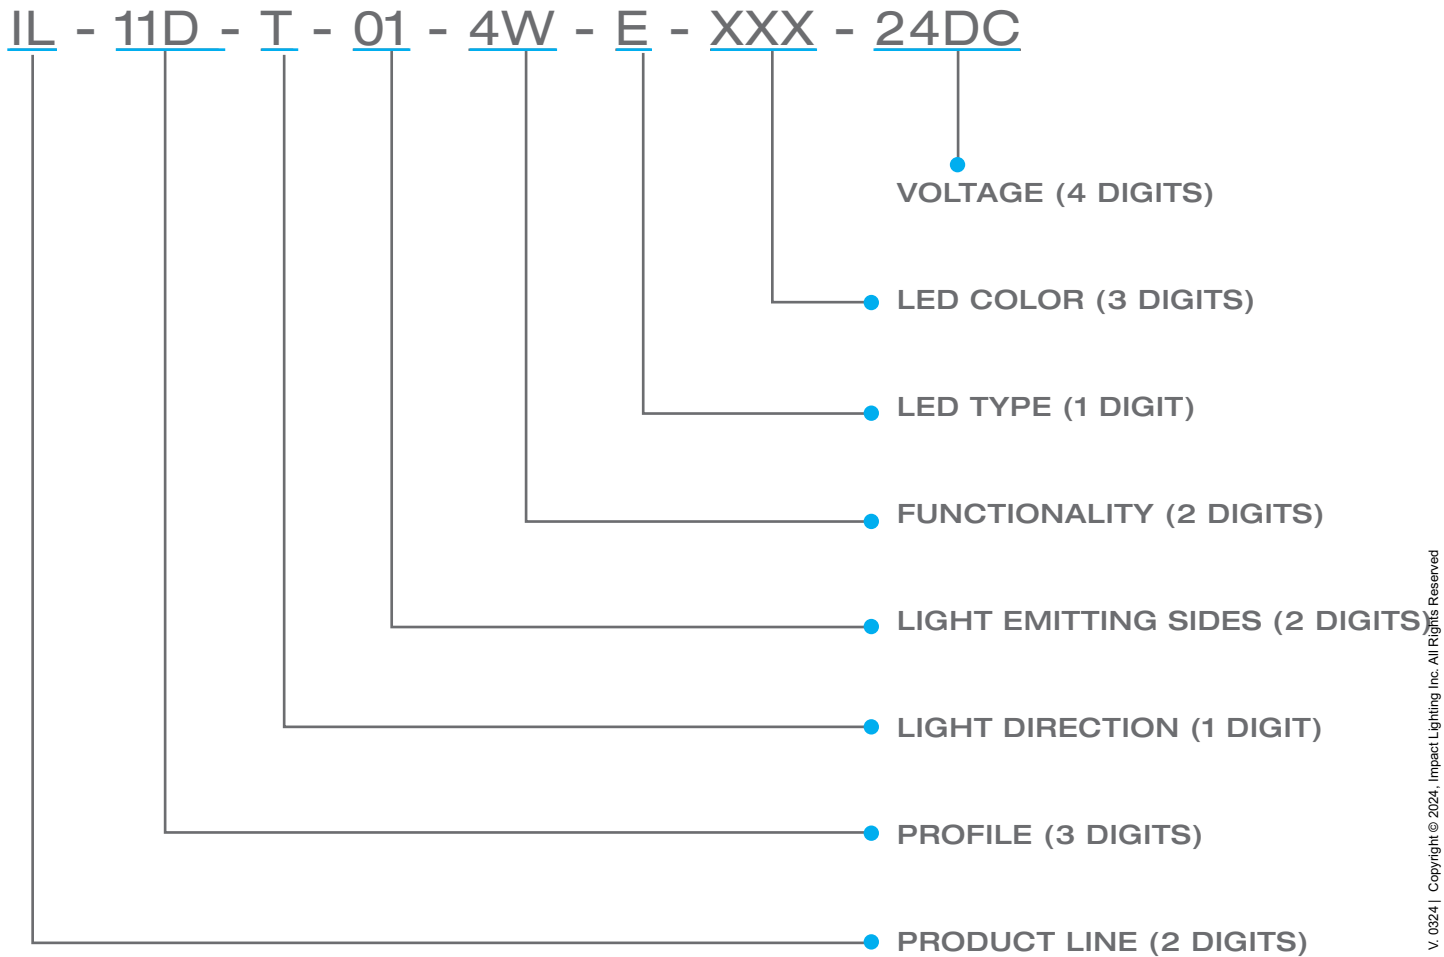 IL - 11D - T - 01 - 4W - E - XXX - 24DC
VOLTAGE (4 DIGITS)
LED COLOR (3 DIGITS)
LED TYPE (1 DIGIT)
FUNCTIONALITY (2 DIGITS)
LIGHT EMITTING SIDES (2 DIGITS)
LIGHT DIRECTION (1 DIGIT)
PROFILE (3 DIGITS)
PRODUCT LINE (2 DIGITS)
V. 0324 | Copyright © 2024, Impact Lighting Inc. All Rights Reserved